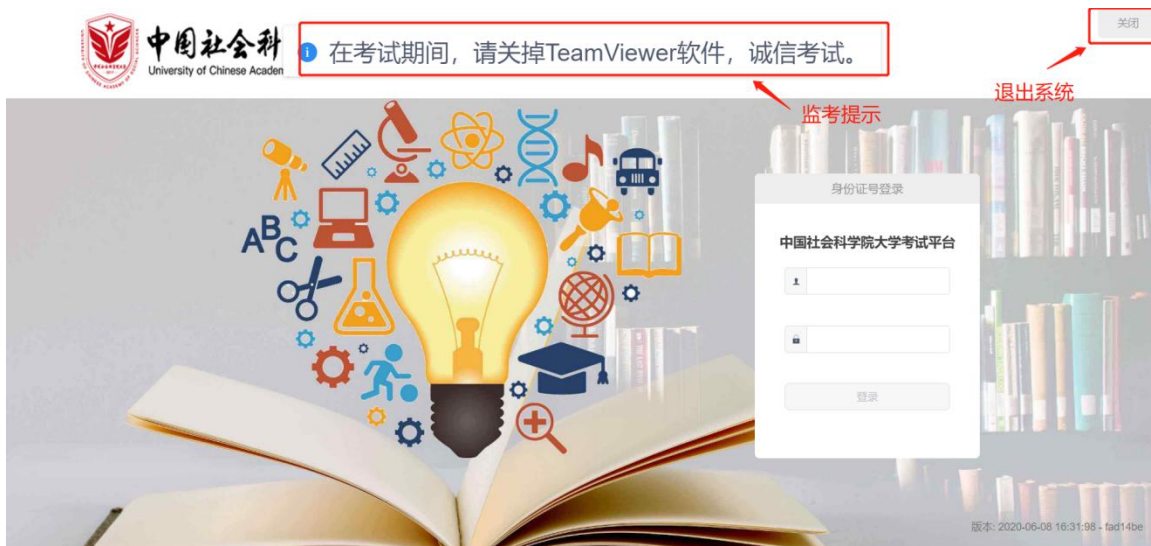 中国社会科
University of Chinese Academ
在考试期间，请关掉TeamViewer软件，诚信考试。
关闭
监考提示
退出系统
身份证号登录
中国社会科学院大学考试平台
登录
ABC
版本: 2020-06-08 16:31:98 - fad14be